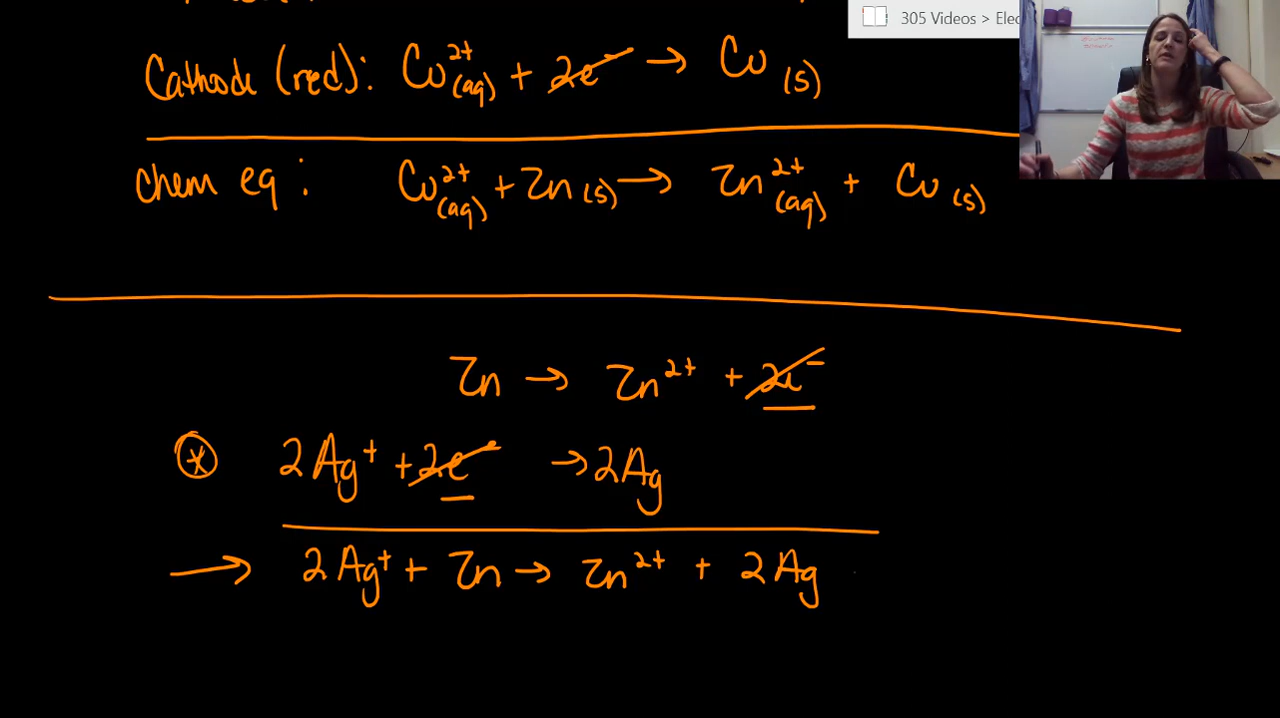 305 Videos > Elec
Cathode (red): Cu²⁺(aq) + 2e⁻ → Cu (s)
Chem eq: Cu²⁺(aq) + Zn (s) → Zn²⁺(aq) + Cu (s)
Zn → Zn²⁺ + 2e⁻
* 2Ag⁺ + 2e⁻ → 2Ag
→ 2Ag⁺ + Zn → Zn²⁺ + 2Ag